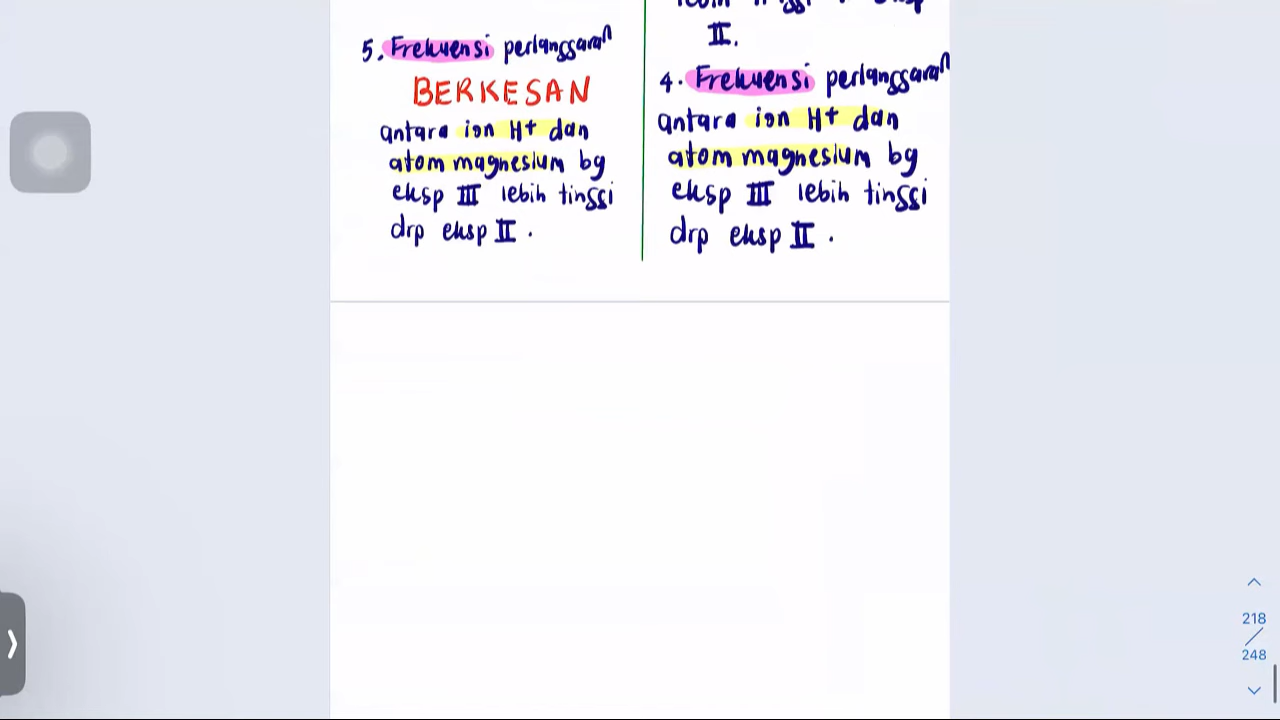 5. Frekuensi perlanggaran
BERKESAN
antara ion H+ dan
atom magnesium bg
eksp III lebih tinggi
drp eksp II.
II.
4. Frekuensi perlanggaran
antara ion H+ dan
atom magnesium bg
eksp III lebih tinggi
drp eksp II.
218
248